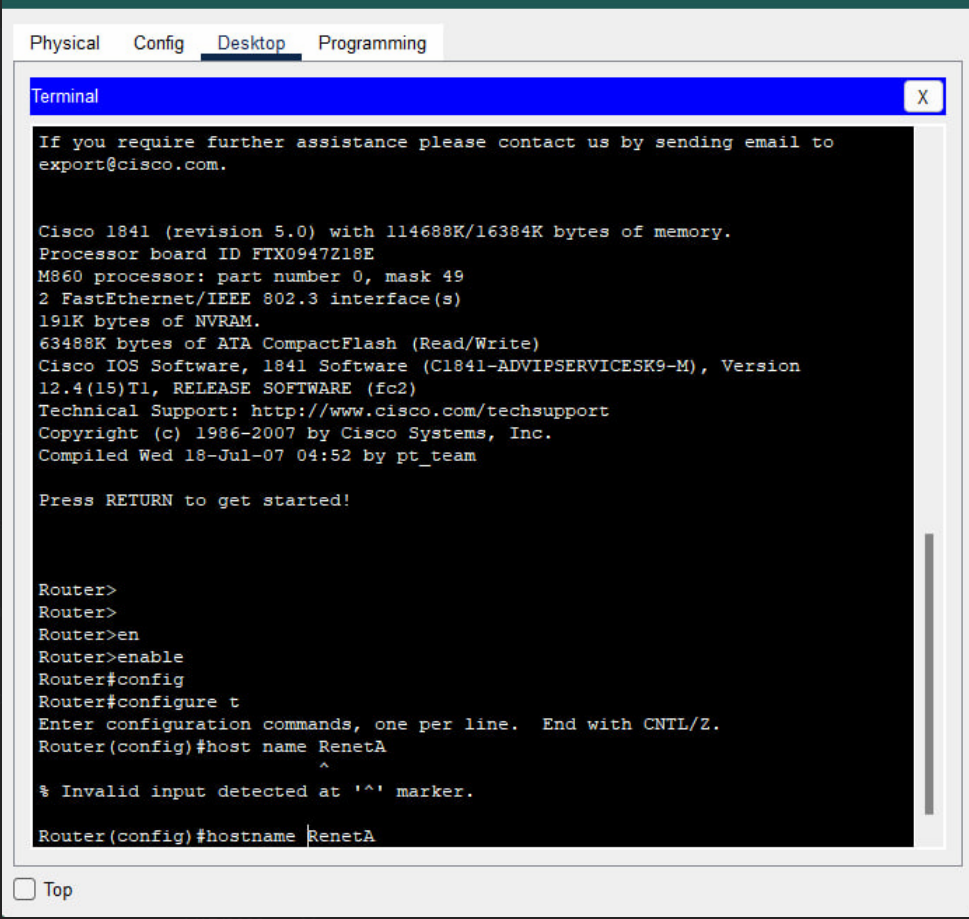 Physical Config Desktop Programming
Terminal X
If you require further assistance please contact us by sending email to
export@cisco.com.
Cisco 1841 (revision 5.0) with 114688K/16384K bytes of memory.
Processor board ID FTX0947Z18E
M860 processor: part number 0, mask 49
2 FastEthernet/IEEE 802.3 interface(s)
191K bytes of NVRAM.
63488K bytes of ATA CompactFlash (Read/Write)
Cisco IOS Software, 1841 Software (C1841-ADVIPSERVICESK9-M), Version
12.4(15)T1, RELEASE SOFTWARE (fc2)
Technical Support: http://www.cisco.com/techsupport
Copyright (c) 1986-2007 by Cisco Systems, Inc.
Compiled Wed 18-Jul-07 04:52 by pt_team
Press RETURN to get started!
Router>
Router>
Router>en
Router>enable
Router#config
Router#configure t
Enter configuration commands, one per line.  End with CNTL/Z.
Router(config)#host name RenetA
^
% Invalid input detected at '^' marker.
Router(config)#hostname RenetA
Top